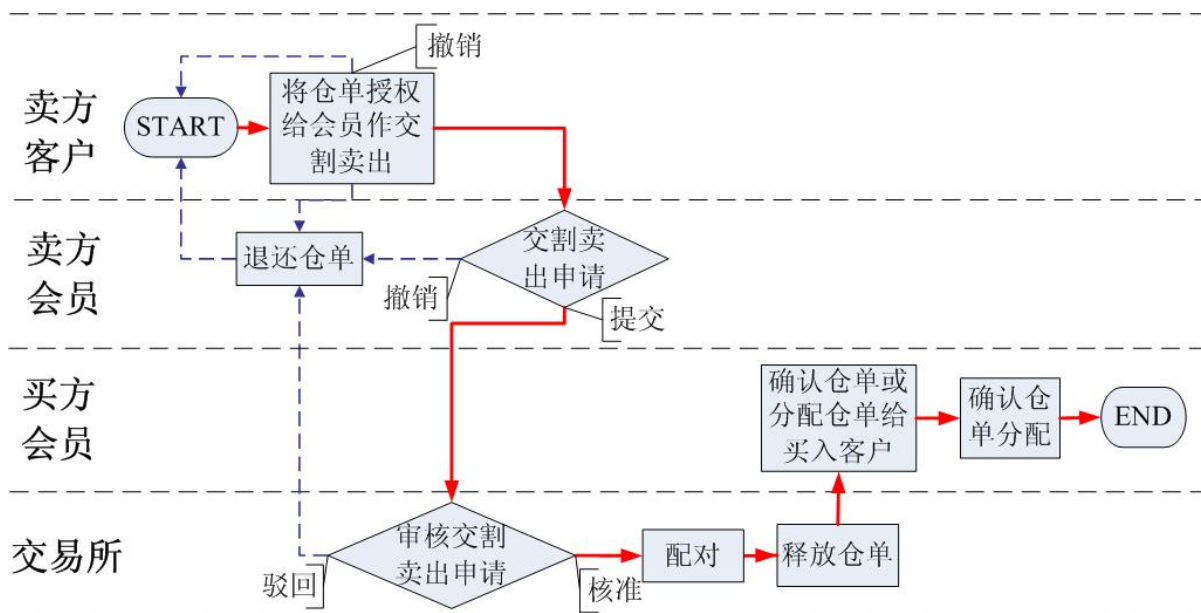 撤销
卖方
客户
START
将仓单授权
给会员作交
割卖出
卖方
会员
退还仓单
交割卖
出申请
撤销
提交
买方
会员
确认仓单或
分配仓单给
买入客户
确认仓
单分配
END
交易所
审核交割
卖出申请
驳回
核准
配对
释放仓单